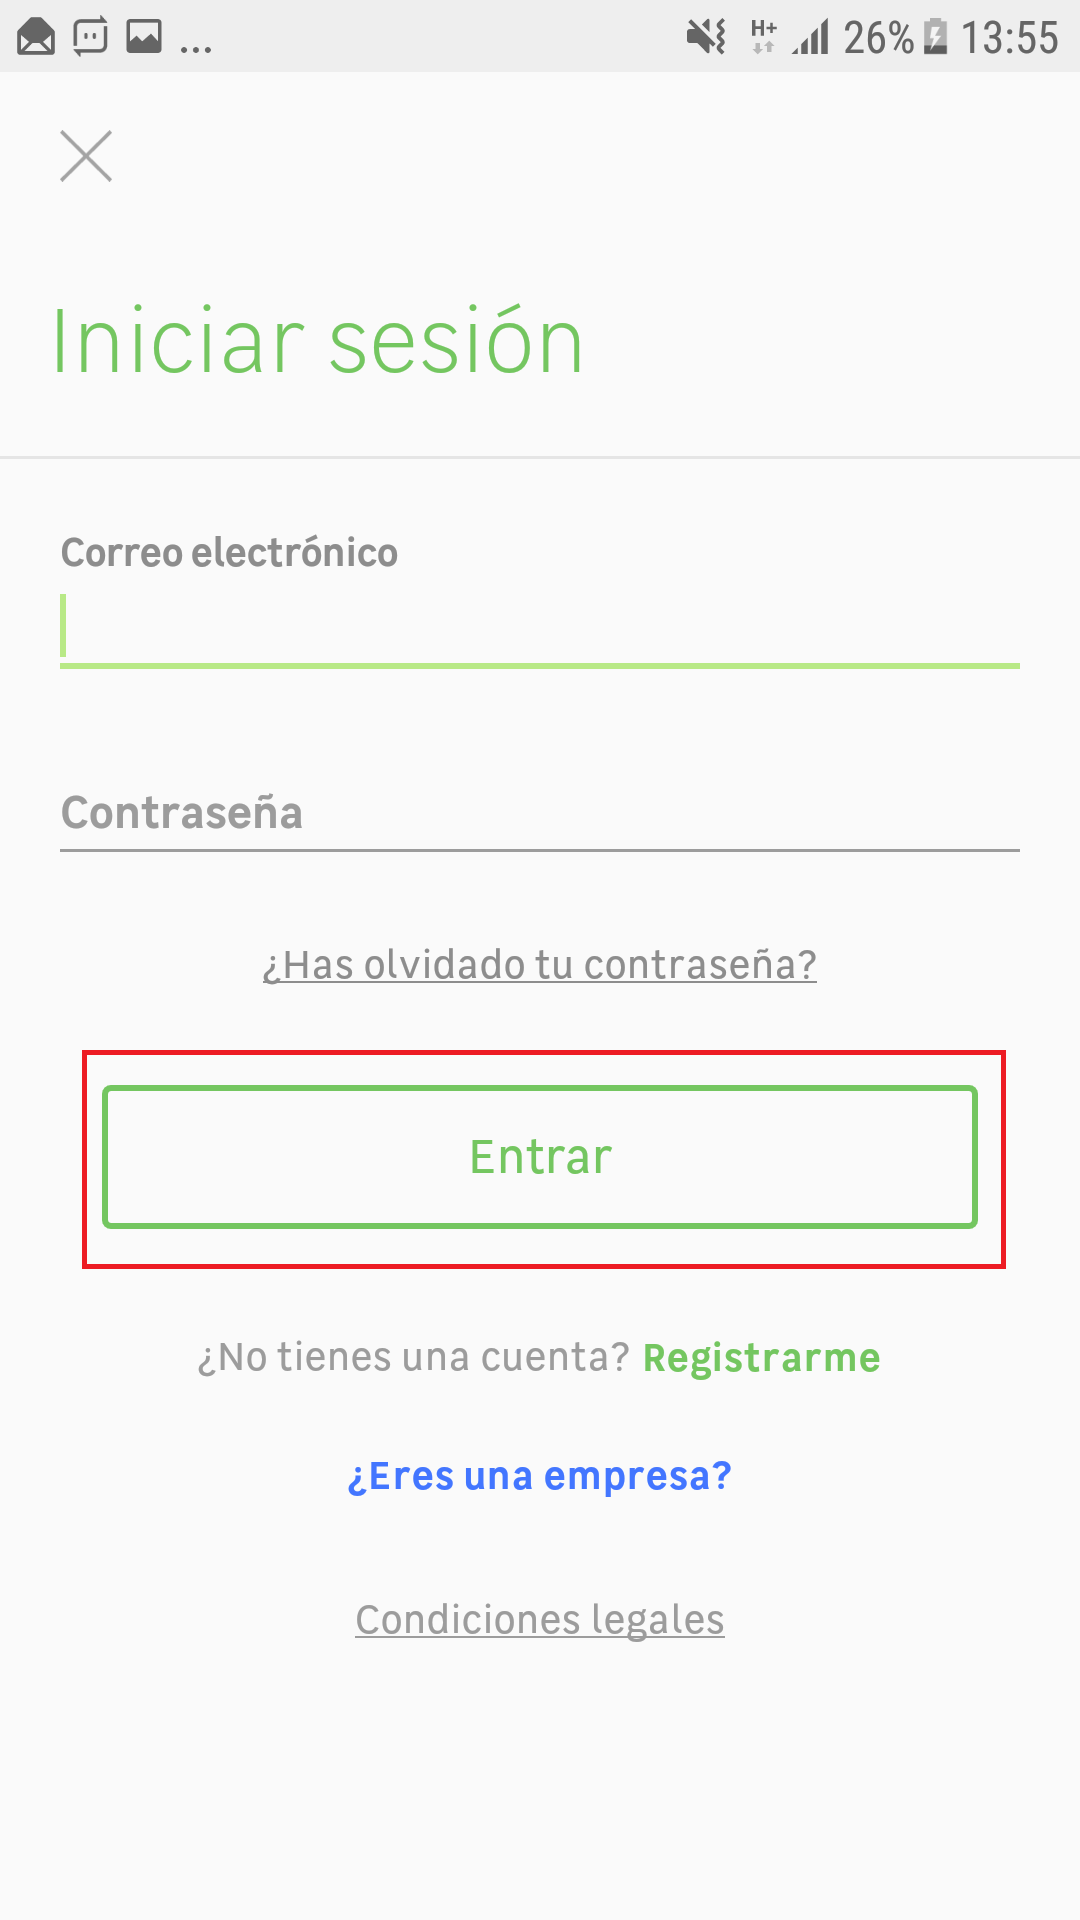 ... H+ 26% 13:55
Iniciar sesión
Correo electrónico
Contraseña
¿Has olvidado tu contraseña?
Entrar
¿No tienes una cuenta? Registrarme
¿Eres una empresa?
Condiciones legales